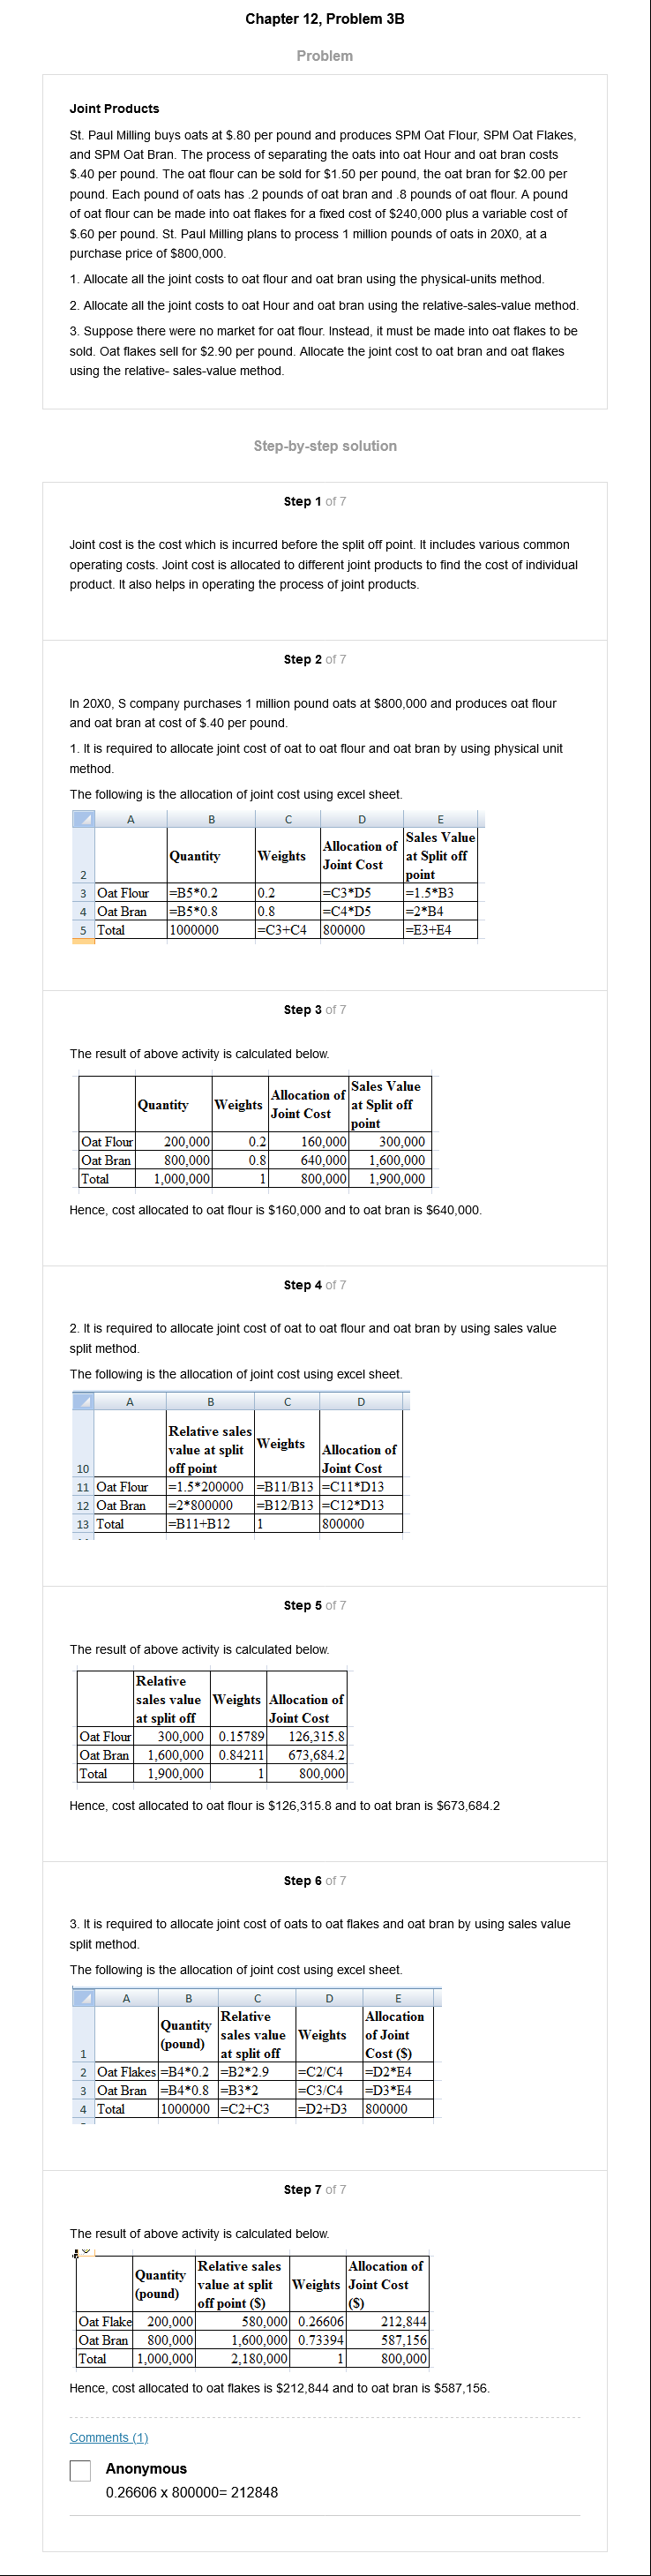 Chapter 12, Problem 3B
Problem
Joint Products
St. Paul Milling buys oats at $.80 per pound and produces SPM Oat Flour, SPM Oat Flakes,
and SPM Oat Bran. The process of separating the oats into oat Hour and oat bran costs
$.40 per pound. The oat flour can be sold for $1.50 per pound, the oat bran for $2.00 per
pound. Each pound of oats has .2 pounds of oat bran and .8 pounds of oat flour. A pound
of oat flour can be made into oat flakes for a fixed cost of $240,000 plus a variable cost of
$.60 per pound. St. Paul Milling plans to process 1 million pounds of oats in 20X0, at a
purchase price of $800,000.
1. Allocate all the joint costs to oat flour and oat bran using the physical-units method.
2. Allocate all the joint costs to oat Hour and oat bran using the relative-sales-value method.
3. Suppose there were no market for oat flour. Instead, it must be made into oat flakes to be
sold. Oat flakes sell for $2.90 per pound. Allocate the joint cost to oat bran and oat flakes
using the relative- sales-value method.
Step-by-step solution
Step 1 of 7
Joint cost is the cost which is incurred before the split off point. It includes various common
operating costs. Joint cost is allocated to different joint products to find the cost of individual
product. It also helps in operating the process of joint products.
Step 2 of 7
In 20X0, S company purchases 1 million pound oats at $800,000 and produces oat flour
and oat bran at cost of $.40 per pound.
1. It is required to allocate joint cost of oat to oat flour and oat bran by using physical unit
method.
The following is the allocation of joint cost using excel sheet.
A B C D E
2 Quantity Weights Allocation of Joint Cost Sales Value at Split off point
3 Oat Flour =B5*0.2 0.2 =C3*D5 =1.5*B3
4 Oat Bran =B5*0.8 0.8 =C4*D5 =2*B4
5 Total 1000000 =C3+C4 800000 =E3+E4
Step 3 of 7
The result of above activity is calculated below.
Quantity Weights Allocation of Joint Cost Sales Value at Split off point
Oat Flour 200,000 0.2 160,000 300,000
Oat Bran 800,000 0.8 640,000 1,600,000
Total 1,000,000 1 800,000 1,900,000
Hence, cost allocated to oat flour is $160,000 and to oat bran is $640,000.
Step 4 of 7
2. It is required to allocate joint cost of oat to oat flour and oat bran by using sales value
split method.
The following is the allocation of joint cost using excel sheet.
A B C D
10 Relative sales value at split off point Weights Allocation of Joint Cost
11 Oat Flour =1.5*200000 =B11/B13 =C11*D13
12 Oat Bran =2*800000 =B12/B13 =C12*D13
13 Total =B11+B12 1 800000
Step 5 of 7
The result of above activity is calculated below.
Relative sales value at split off Weights Allocation of Joint Cost
Oat Flour 300,000 0.15789 126,315.8
Oat Bran 1,600,000 0.84211 673,684.2
Total 1,900,000 1 800,000
Hence, cost allocated to oat flour is $126,315.8 and to oat bran is $673,684.2
Step 6 of 7
3. It is required to allocate joint cost of oats to oat flakes and oat bran by using sales value
split method.
The following is the allocation of joint cost using excel sheet.
A B C D E
1 Quantity (pound) Relative sales value at split off Weights Allocation of Joint Cost ($)
2 Oat Flakes =B4*0.2 =B2*2.9 =C2/C4 =D2*E4
3 Oat Bran =B4*0.8 =B3*2 =C3/C4 =D3*E4
4 Total 1000000 =C2+C3 =D2+D3 800000
Step 7 of 7
The result of above activity is calculated below.
Quantity (pound) Relative sales value at split off point ($) Weights Allocation of Joint Cost ($)
Oat Flake 200,000 580,000 0.26606 212,844
Oat Bran 800,000 1,600,000 0.73394 587,156
Total 1,000,000 2,180,000 1 800,000
Hence, cost allocated to oat flakes is $212,844 and to oat bran is $587,156.
Comments (1)
Anonymous
0.26606 x 800000= 212848